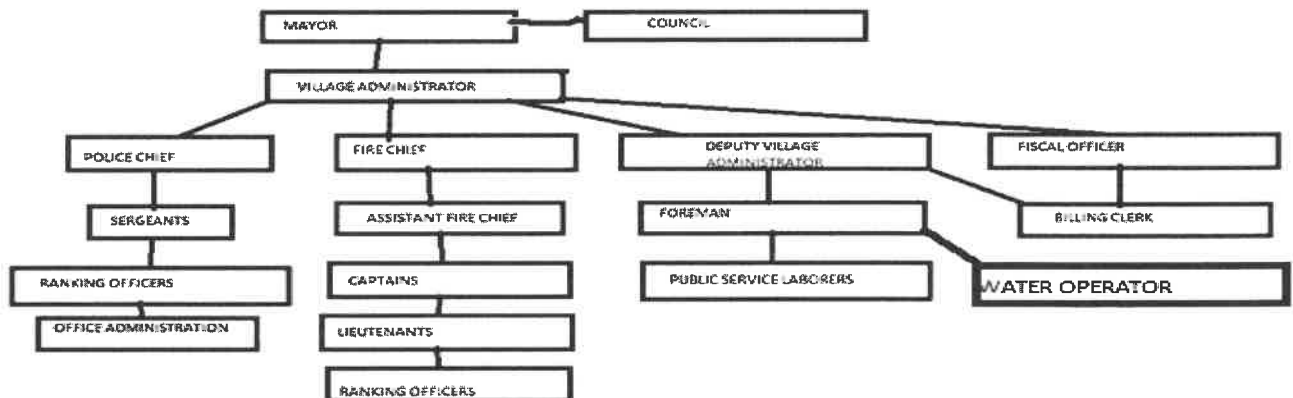 MAYOR
COUNCIL
VILLAGE ADMINISTRATOR
POLICE CHIEF
FIRE CHIEF
DEPUTY VILLAGE
ADMINISTRATOR
FISCAL OFFICER
SERGEANTS
ASSISTANT FIRE CHIEF
FOREMAN
BILLING CLERK
RANKING OFFICERS
CAPTAINS
PUBLIC SERVICE LABORERS
WATER OPERATOR
OFFICE ADMINISTRATION
LIEUTENANTS
RANKING OFFICERS